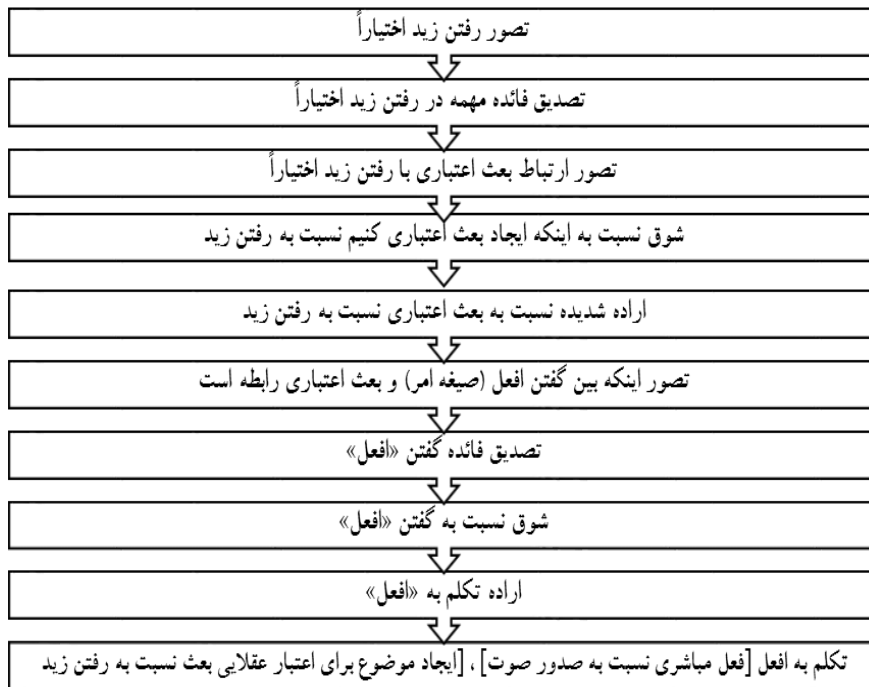 تصور رفتن زید اختیاراً
تصدیق فائده مهمه در رفتن زید اختیاراً
تصور ارتباط بعث اعتباری با رفتن زید اختیاراً
شوق نسبت به اینکه ایجاد بعث اعتباری کنیم نسبت به رفتن زید
اراده شدیده نسبت به بعث اعتباری نسبت به رفتن زید
تصور اینکه بین گفتن افعل (صیغه امر) و بعث اعتباری رابطه است
تصدیق فائده گفتن «افعل»
شوق نسبت به گفتن «افعل»
اراده تکلم به «افعل»
تکلم به افعل [فعل مباشری نسبت به صدور صوت] ، [ایجاد موضوع برای اعتبار عقلایی بعث نسبت به رفتن زید